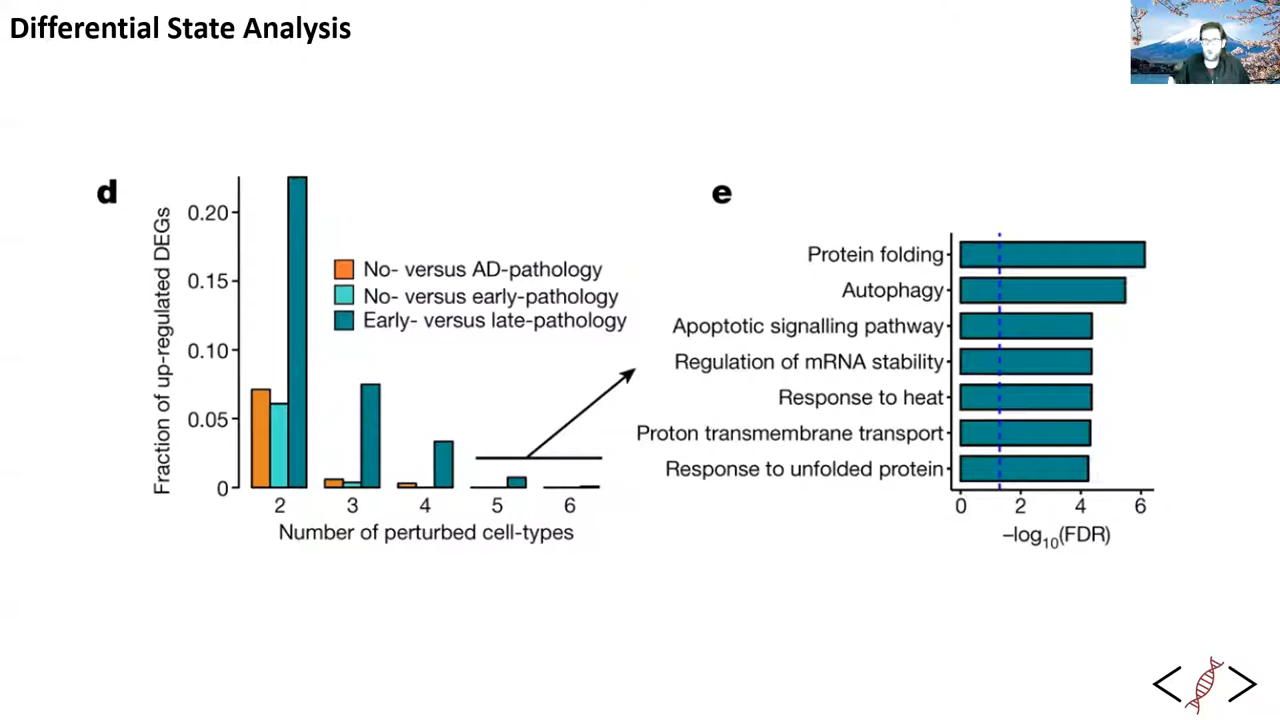 Differential State Analysis
d
Fraction of up-regulated DEGs
0.20
0.15
0.10
0.05
0
No- versus AD-pathology
No- versus early-pathology
Early- versus late-pathology
2 3 4 5 6
Number of perturbed cell-types
e
Protein folding
Autophagy
Apoptotic signalling pathway
Regulation of mRNA stability
Response to heat
Proton transmembrane transport
Response to unfolded protein
0 2 4 6
–log10(FDR)